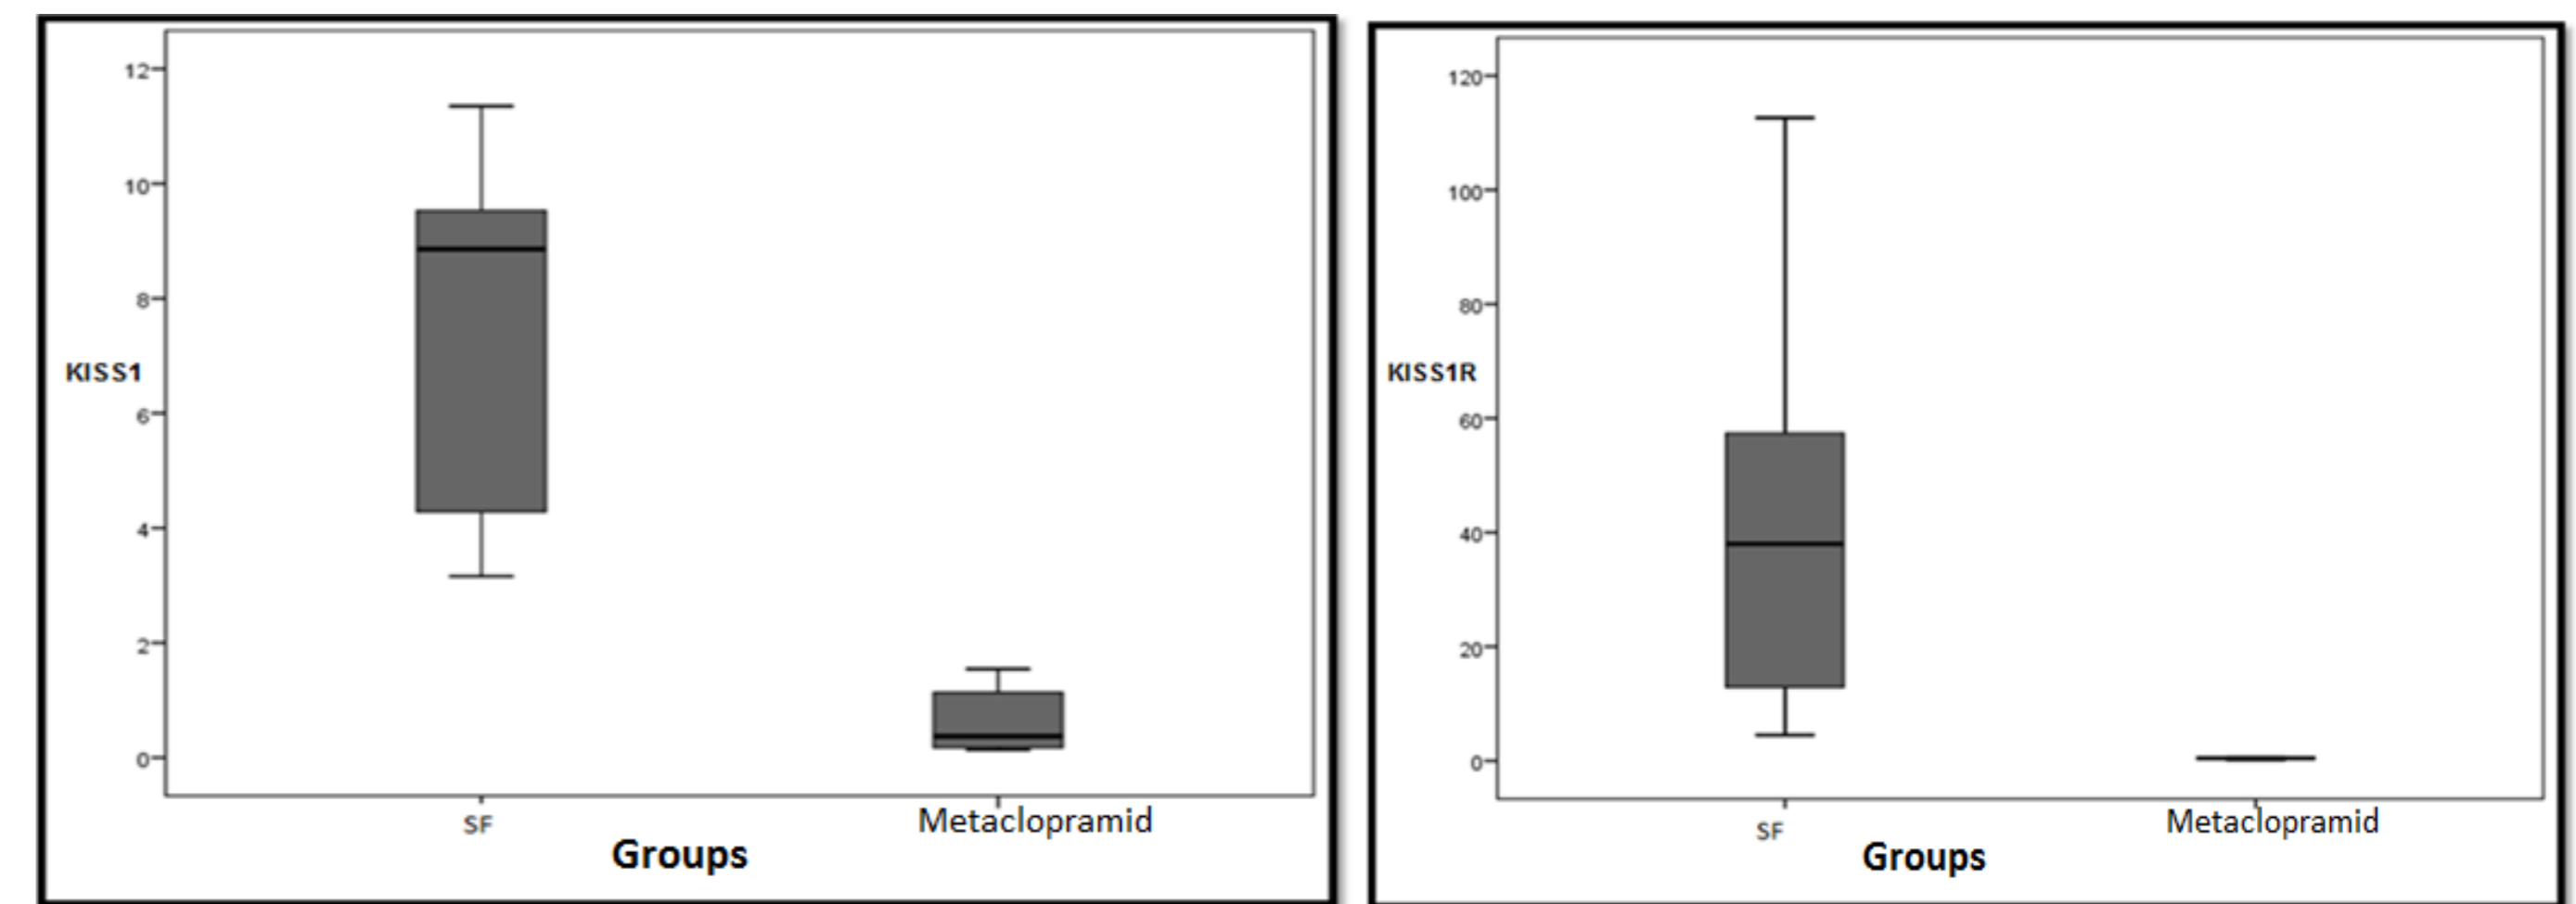 12
10
8
KISS1
6
4
2
0
SF
Metaclopramid
Groups
120
100
80
KISS1R
60
40
20
0
SF
Metaclopramid
Groups